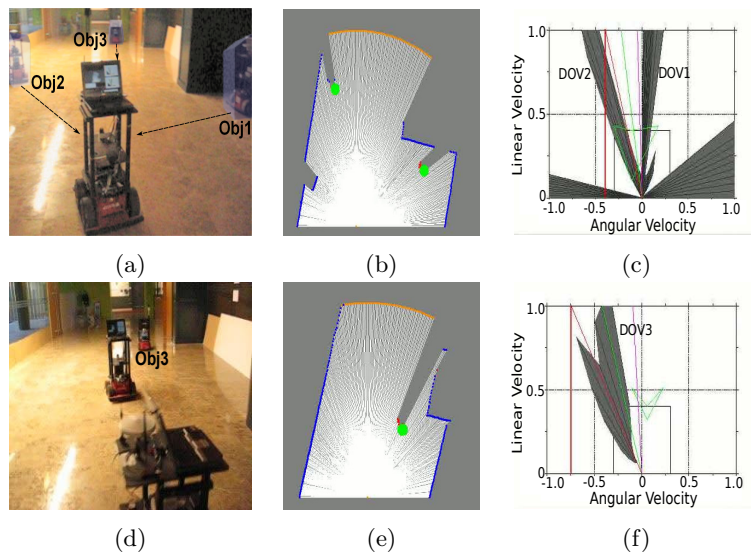 Obj3
Obj2
Obj1
(a)
(b)
1.0
DOV2
DOV1
Linear Velocity
0.5
0
-1.0
-0.5
0
0.5
1.0
Angular Velocity
(c)
Obj3
(d)
(e)
1.0
DOV3
Linear Velocity
0.5
0
-1.0
-0.5
0
0.5
1.0
Angular Velocity
(f)